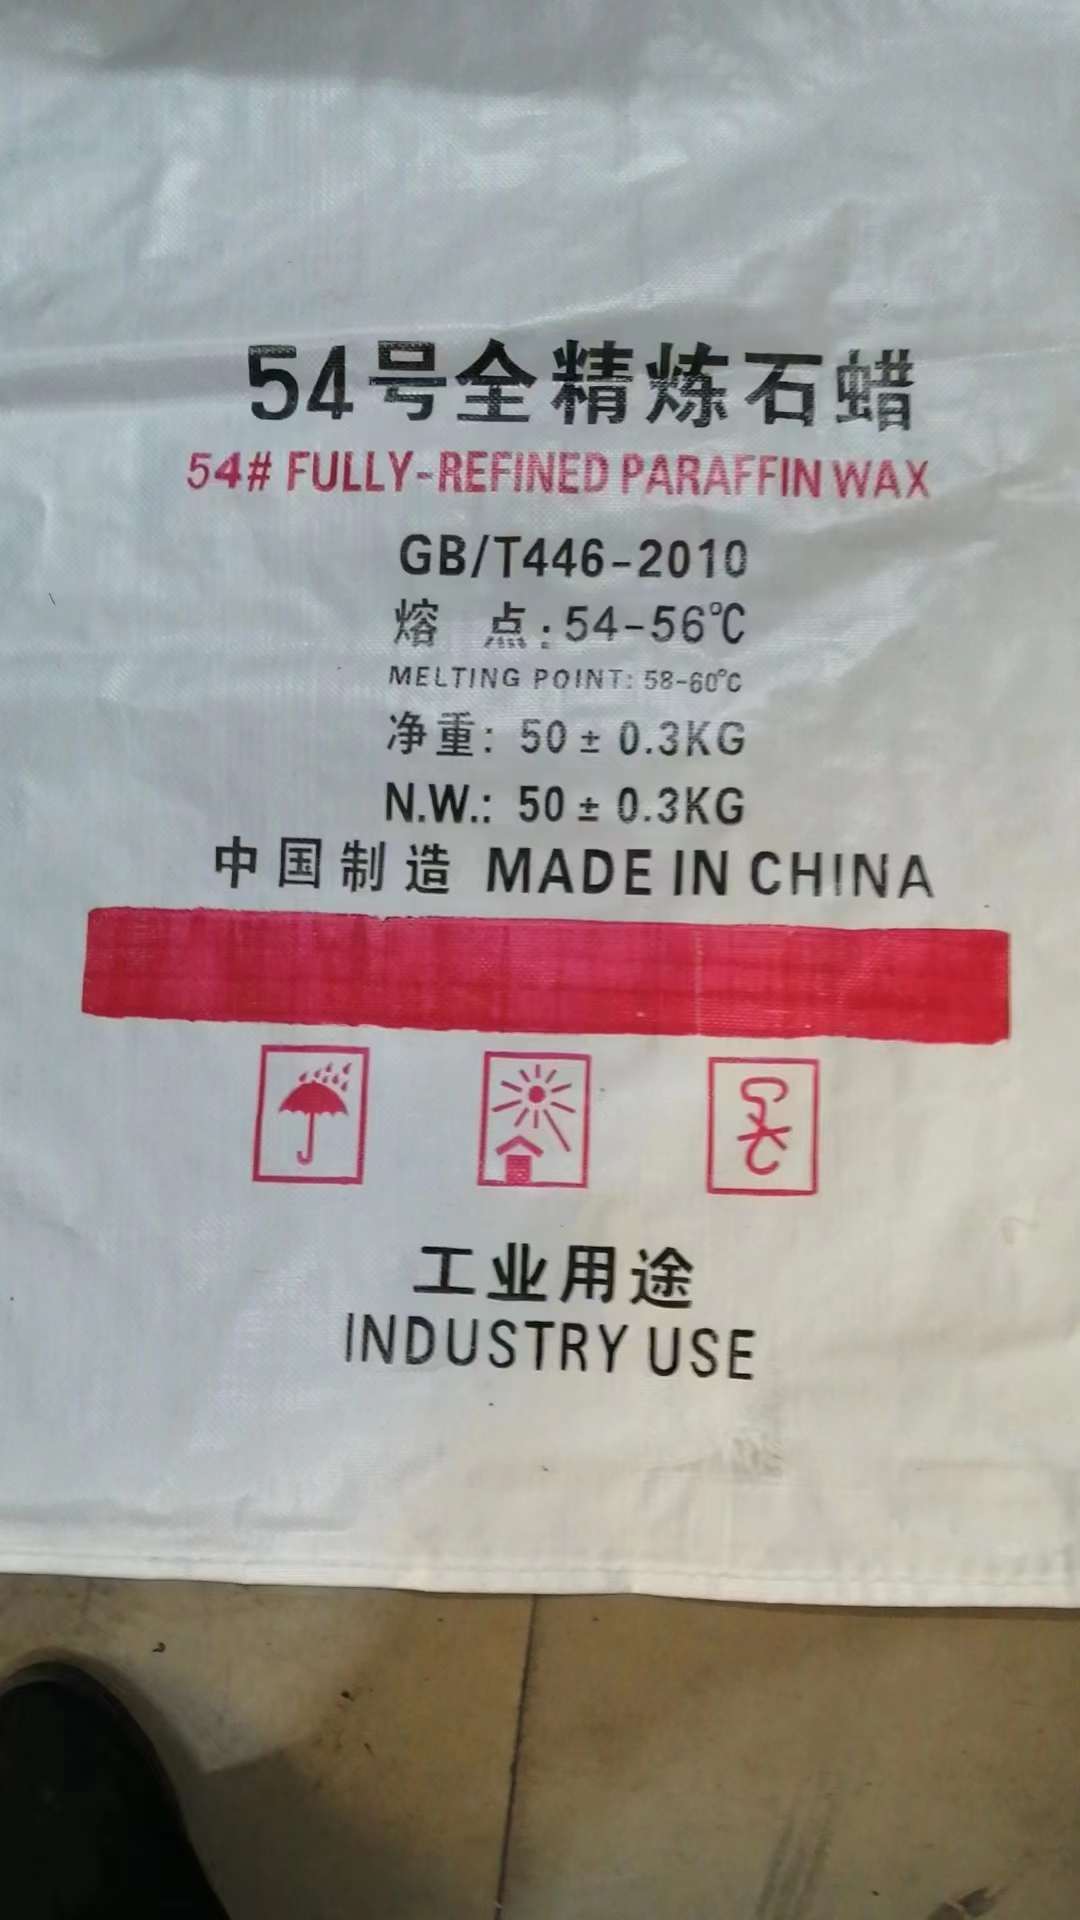 54号全精炼石蜡
54# FULLY-REFINED PARAFFIN WAX
GB/T446-2010
熔 点:54-56℃
MELTING POINT: 58-60℃
净重: 50 ± 0.3KG
N.W.: 50 ± 0.3KG
中国制造 MADE IN CHINA
工业用途
INDUSTRY USE